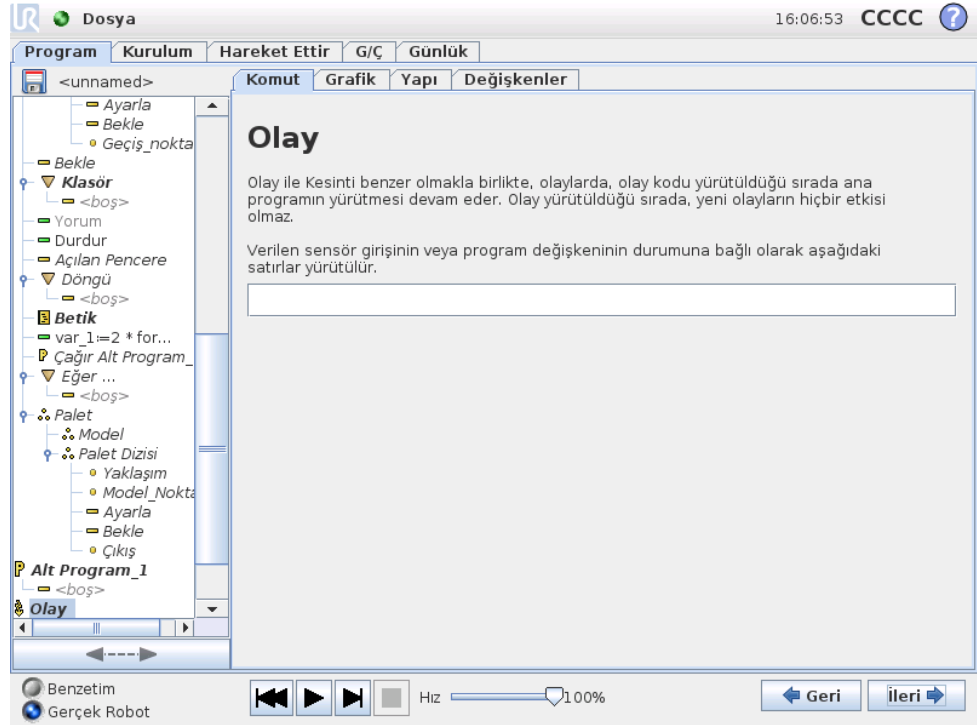 UR Dosya 16:06:53 CCCC ?
Program Kurulum Hareket Ettir G/Ç Günlük
<unnamed>
Komut Grafik Yapı Değişkenler
Ayarla
Bekle
Geçiş_nokta
Bekle
Klasör
<boş>
Yorum
Durdur
Açılan Pencere
Döngü
<boş>
Betik
var_1:=2 * for...
Çağır Alt Program_
Eğer ...
<boş>
Palet
Model
Palet Dizisi
Yaklaşım
Model_Nokta
Ayarla
Bekle
Çıkış
P Alt Program_1
<boş>
Olay
Olay
Olay ile Kesinti benzer olmakla birlikte, olaylarda, olay kodu yürütüldüğü sırada ana
programın yürütmesi devam eder. Olay yürütüldüğü sırada, yeni olayların hiçbir etkisi
olmaz.
Verilen sensör girişinin veya program değişkeninin durumuna bağlı olarak aşağıdaki
satırlar yürütülür.
Benzetim
Gerçek Robot
Hız 100%
Geri İleri